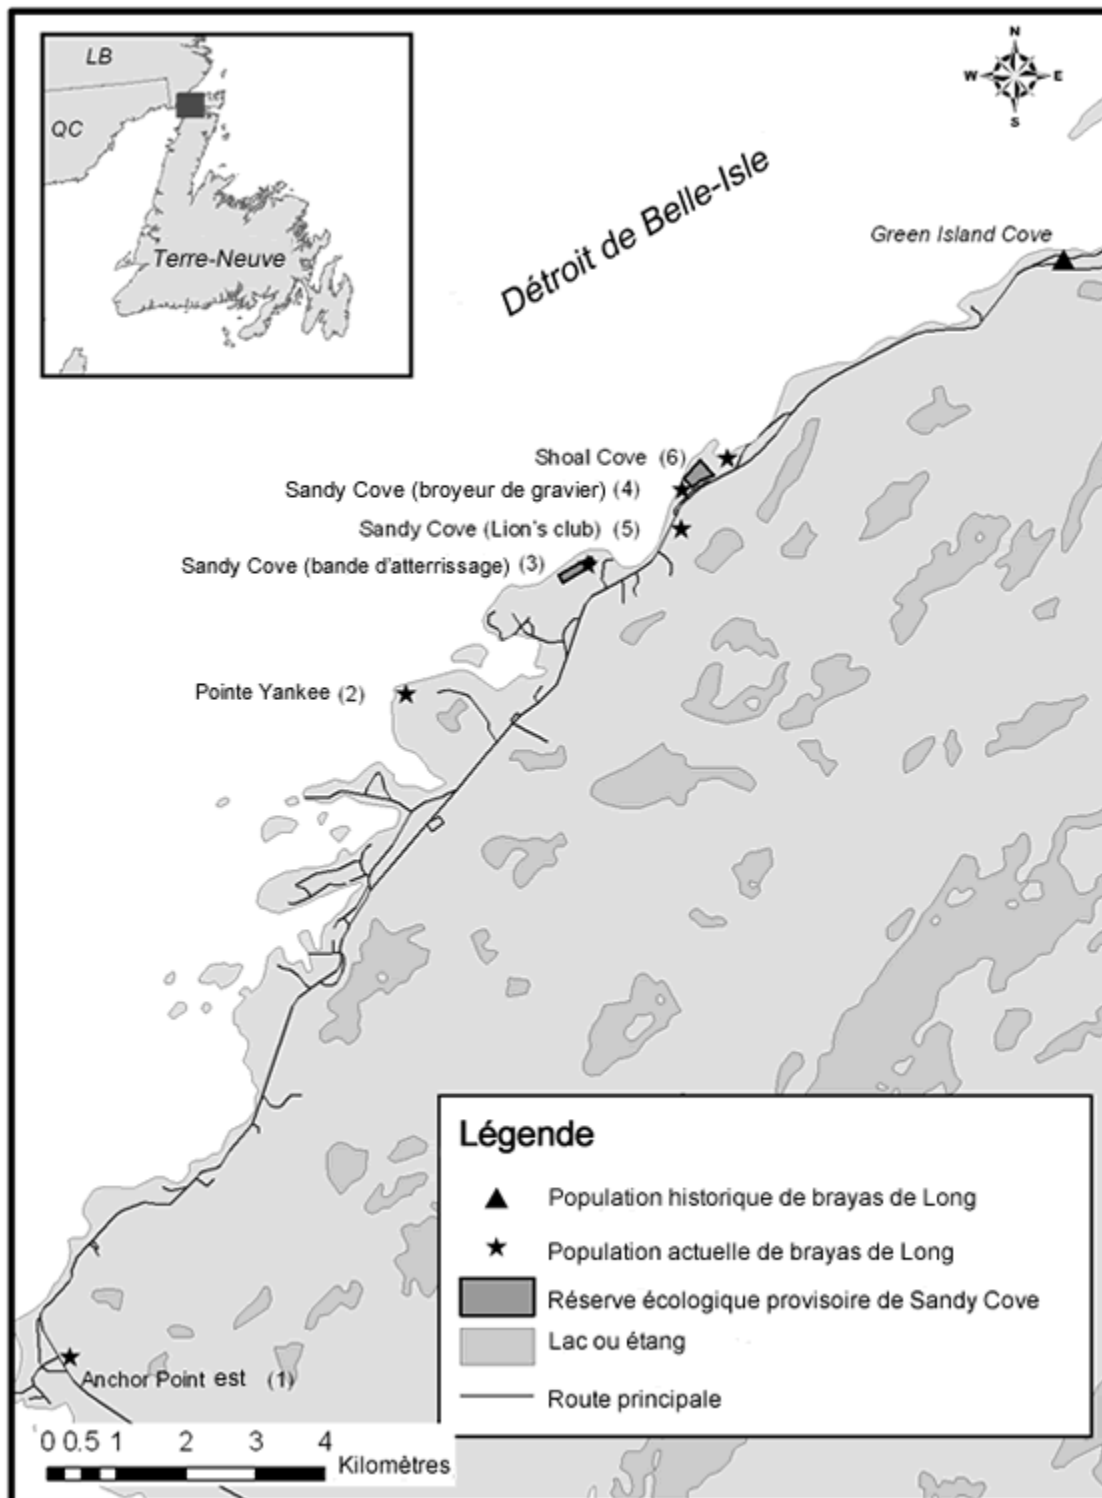 LB
QC
Terre-Neuve
N
W E
S
Détroit de Belle-Isle
Green Island Cove
Shoal Cove (6)
Sandy Cove (broyeur de gravier) (4)
Sandy Cove (Lion's club) (5)
Sandy Cove (bande d'atterrissage) (3)
Pointe Yankee (2)
Anchor Point est (1)
Légende
Population historique de brayas de Long
Population actuelle de brayas de Long
Réserve écologique provisoire de Sandy Cove
Lac ou étang
Route principale
0 0.5 1 2 3 4
Kilomètres